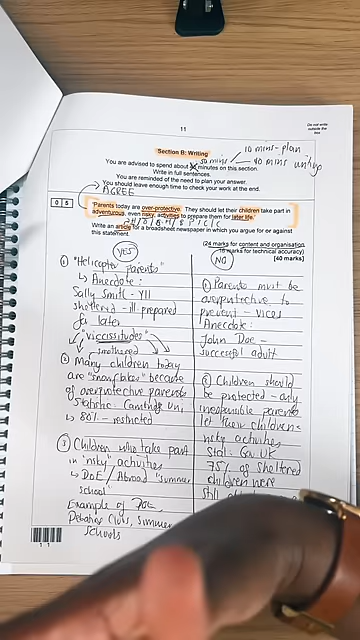 11
Do not write
outside the
box
Section B: Writing
10 mins - plan
You are advised to spend about minutes on this section.
50 mins
40 mins writing
Write in full sentences.
You are reminded of the need to plan your answer.
You should leave enough time to check your work at the end.
AGREE
0 5
'Parents today are over-protective. They should let their children take part in
adventurous, even risky, activities to prepare them for later life.'
Write an article for a broadsheet newspaper in which you argue for or against
this statement.
(24 marks for content and organisation
16 marks for technical accuracy)
[40 marks]
YES
NO
1 "Helicopter parents"
↳ Anecdote:
Sally Smith - Y11
sheltered - ill-prepared
for later
"viccissitudes"
smothered
2 Many children today
are "snowflakes" because
of overprotective parents
Statistic: Cambridge Uni
↳ 80% - restricted
3 Children who take part
in "risky" activities
↳ DoE / Abroad "summer
school"
Example of
Debate Clubs, Summer
schools
1 Parents must be
overprotective to
prevent - vices
Anecdote:
John Doe -
successful adult
2 Children should
be protected - only
irresponsible parents
let their children
risky activities
Stat: Gov UK
75% of sheltered
children were
still
1 1